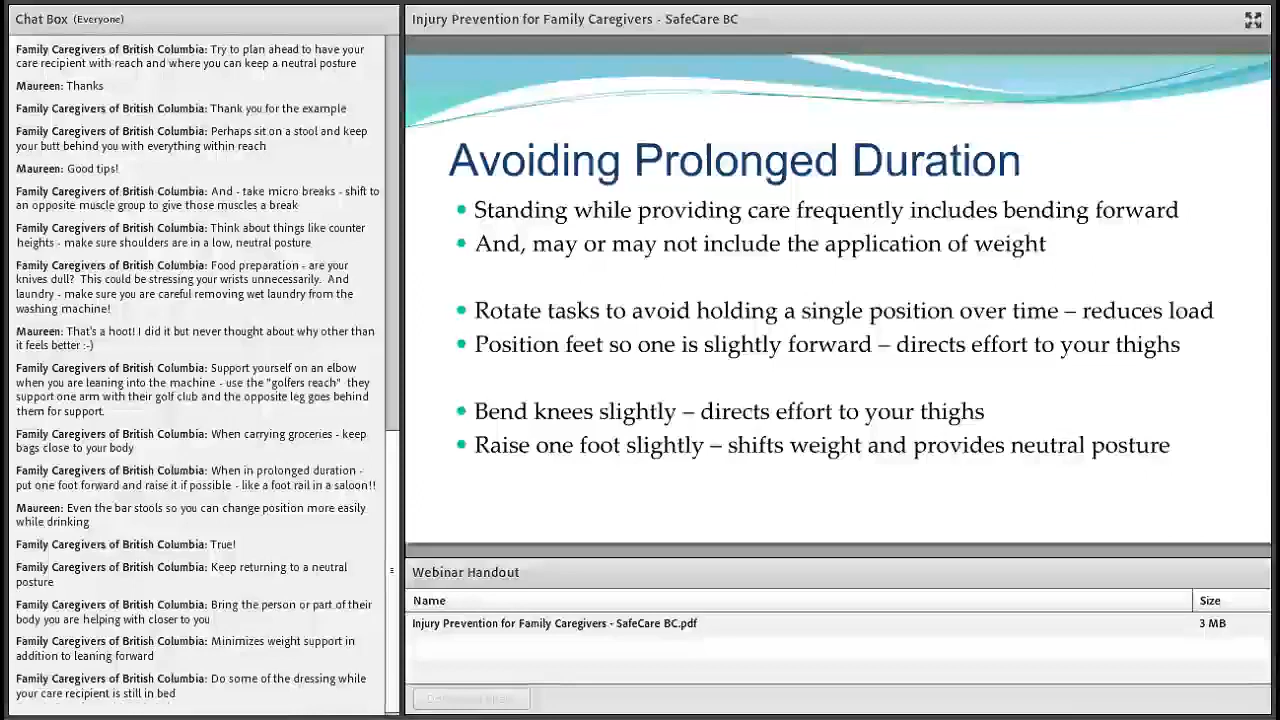 Chat Box (Everyone)
Family Caregivers of British Columbia: Try to plan ahead to have your
care recipient with reach and where you can keep a neutral posture
Maureen: Thanks
Family Caregivers of British Columbia: Thank you for the example
Family Caregivers of British Columbia: Perhaps sit on a stool and keep
your butt behind you with everything within reach
Maureen: Good tips!
Family Caregivers of British Columbia: And - take micro breaks - shift to
an opposite muscle group to give those muscles a break
Family Caregivers of British Columbia: Think about things like counter
heights - make sure shoulders are in a low, neutral posture
Family Caregivers of British Columbia: Food preparation - are your
knives dull? This could be stressing your wrists unnecessarily. And
laundry - make sure you are careful removing wet laundry from the
washing machine!
Maureen: That's a hoot! I did it but never thought about why other than
it feels better :-)
Family Caregivers of British Columbia: Support yourself on an elbow
when you are leaning into the machine - use the "golfers reach" they
support one arm with their golf club and the opposite leg goes behind
them for support.
Family Caregivers of British Columbia: When carrying groceries - keep
bags close to your body
Family Caregivers of British Columbia: When in prolonged duration -
put one foot forward and raise it if possible - like a foot rail in a saloon!!
Maureen: Even the bar stools so you can change position more easily
while drinking
Family Caregivers of British Columbia: True!
Family Caregivers of British Columbia: Keep returning to a neutral
posture
Family Caregivers of British Columbia: Bring the person or part of their
body you are helping with closer to you
Family Caregivers of British Columbia: Minimizes weight support in
addition to leaning forward
Family Caregivers of British Columbia: Do some of the dressing while
your care recipient is still in bed
Injury Prevention for Family Caregivers - SafeCare BC
Avoiding Prolonged Duration
• Standing while providing care frequently includes bending forward
• And, may or may not include the application of weight
• Rotate tasks to avoid holding a single position over time – reduces load
• Position feet so one is slightly forward – directs effort to your thighs
• Bend knees slightly – directs effort to your thighs
• Raise one foot slightly – shifts weight and provides neutral posture
Webinar Handout
Name Size
Injury Prevention for Family Caregivers - SafeCare BC.pdf 3 MB